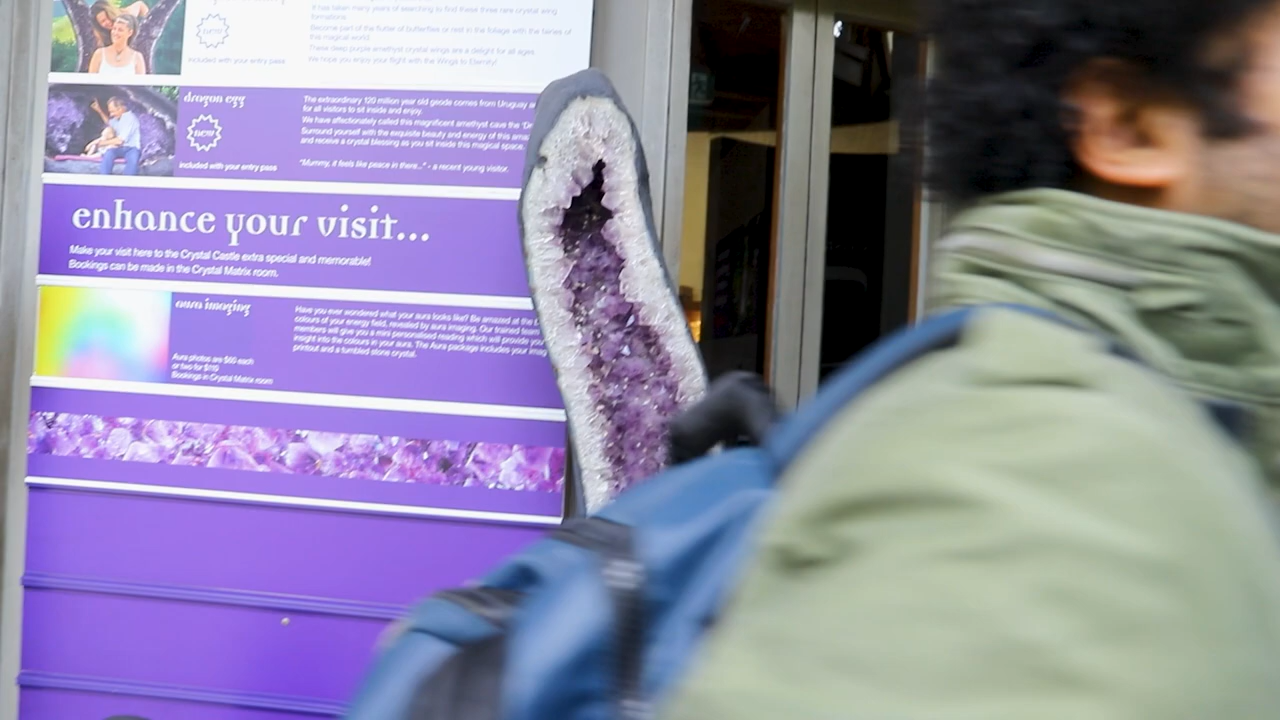 It has taken many years of searching to find these three rare crystal wing
formations.
Become part of the flutter of butterflies or rest in the foliage with the fairies of
this magical world
These deep purple amethyst crystal wings are a delight for all ages.
We hope you enjoy your flight with the Wings to Eternity!
new
included with your entry pass
dragon egg
new
included with your entry pass
The extraordinary 120 million year old geode comes from Uruguay
for all visitors to sit inside and enjoy.
We have affectionately called this magnificent amethyst cave the
Surround yourself with the exquisite beauty and energy of this
and receive a crystal blessing as you sit inside this magical space.
"Mummy, it feels like peace in there..." - a recent young visitor.
enhance your visit...
Make your visit here to the Crystal Castle extra special and memorable!
Bookings can be made in the Crystal Matrix room.
aura imaging
Aura photos are $60 each
or two for $110
Bookings in Crystal Matrix room
Have you ever wondered what your aura looks like? Be amazed at the
colours of your energy field, revealed by aura imaging. Our trained team
members will give you a mini personalised reading which will provide you
insight into the colours in your aura. The Aura package includes your
printout and a tumbled stone crystal.